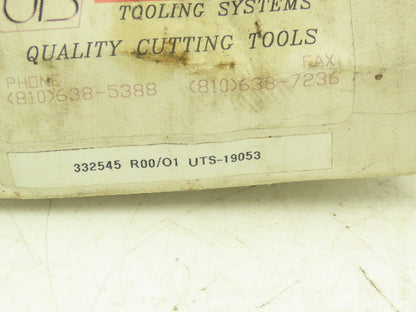 TOOLING SYSTEMS
QUALITY CUTTING TOOLS
PHONE FAX
(810)638-5388 (810)638-7236
332545 R00/01 UTS-19053